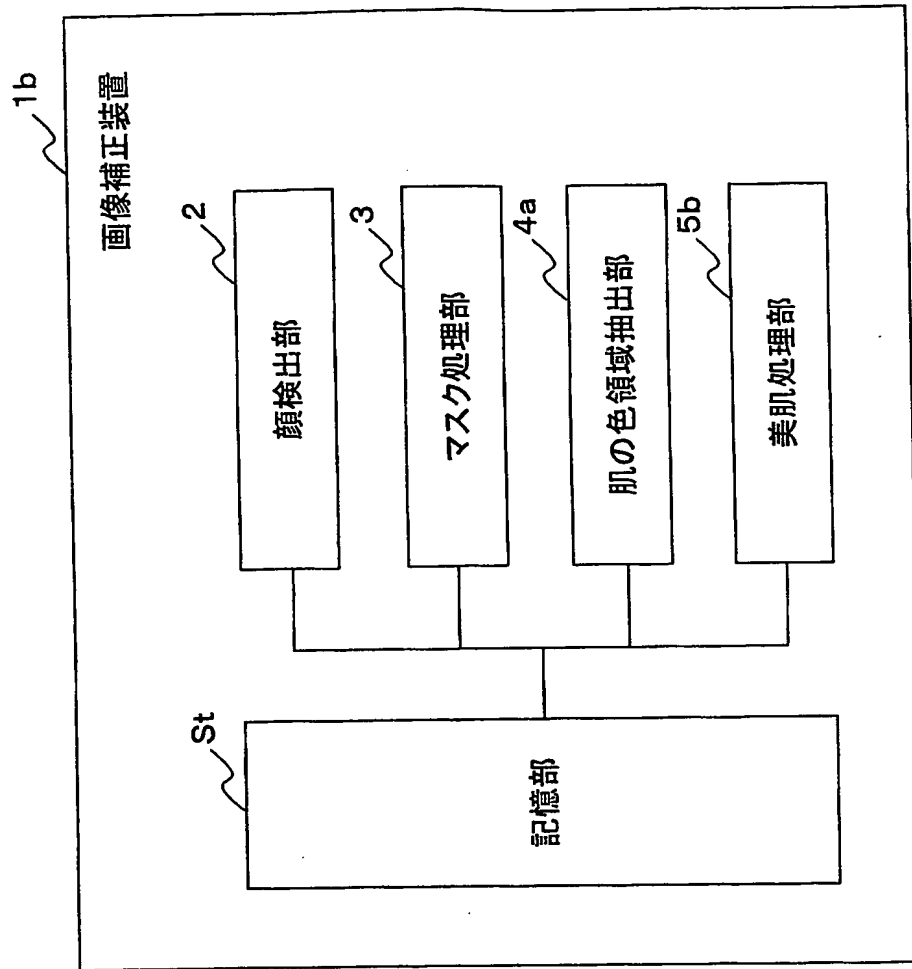 1b
画像補正装置
2
顔検出部
3
マスク処理部
4a
肌の色領域抽出部
5b
美肌処理部
St
記憶部